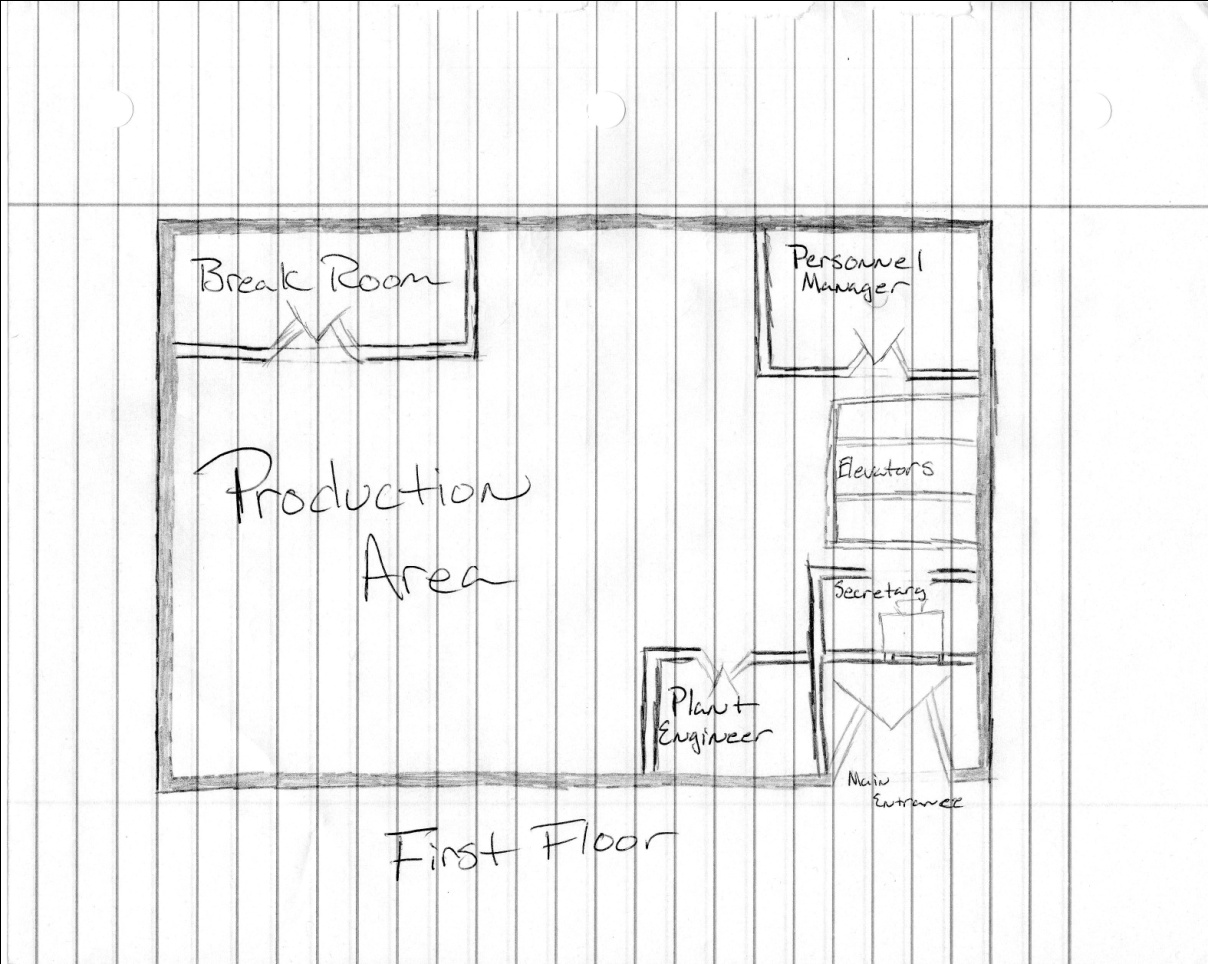 Break Room
Personnel
Manager
Elevators
Production
Area
Secretary
Plant
Engineer
Main
Entrance
First Floor